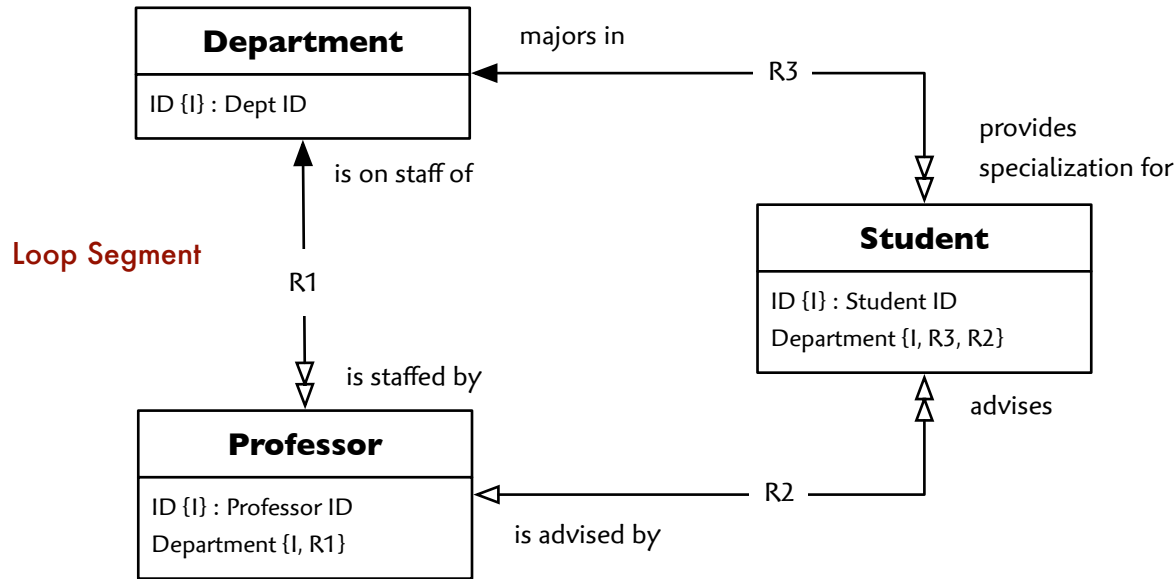 Department
ID {I} : Dept ID
majors in
R3
provides
specialization for
is on staff of
Loop Segment
R1
is staffed by
Student
ID {I} : Student ID
Department {I, R3, R2}
advises
Professor
ID {I} : Professor ID
Department {I, R1}
R2
is advised by